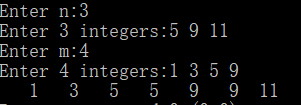 Enter n:3
Enter 3 integers:5 9 11
Enter m:4
Enter 4 integers:1 3 5 9
1 3 5 5 9 9 11